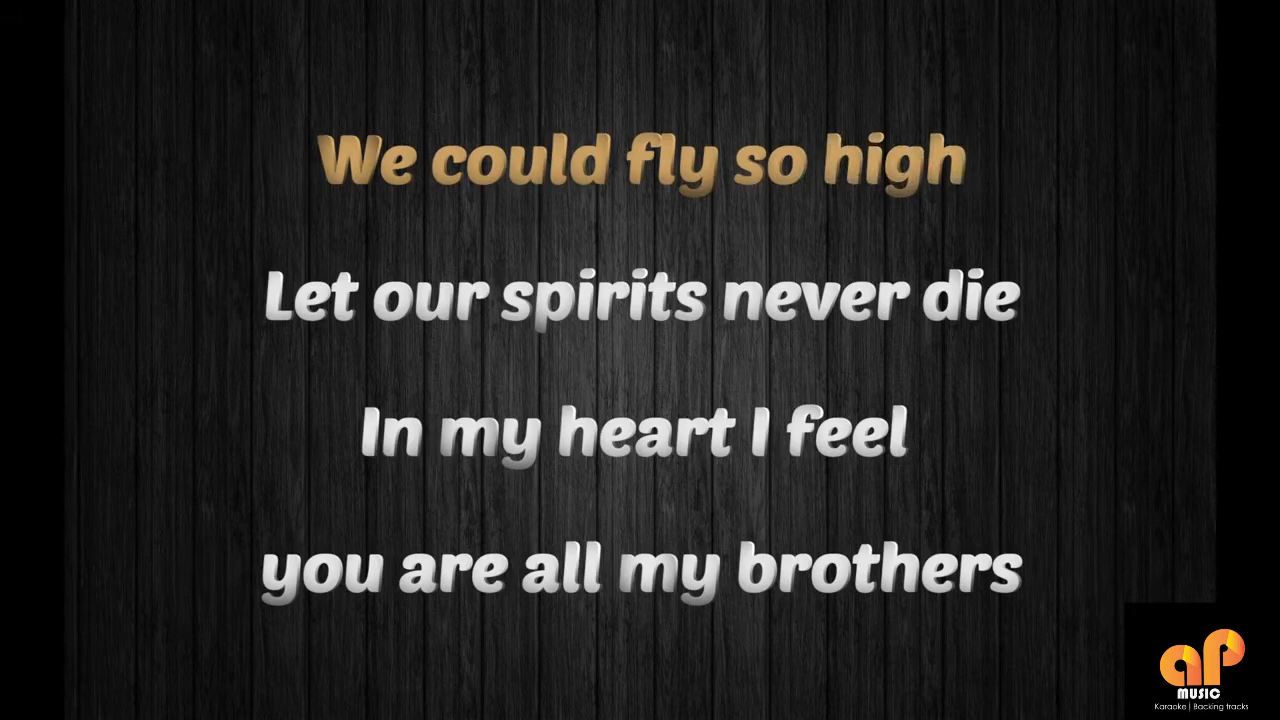 We could fly so high
Let our spirits never die
In my heart I feel
you are all my brothers
aP
MUSIC
Karaoke | Backing tracks